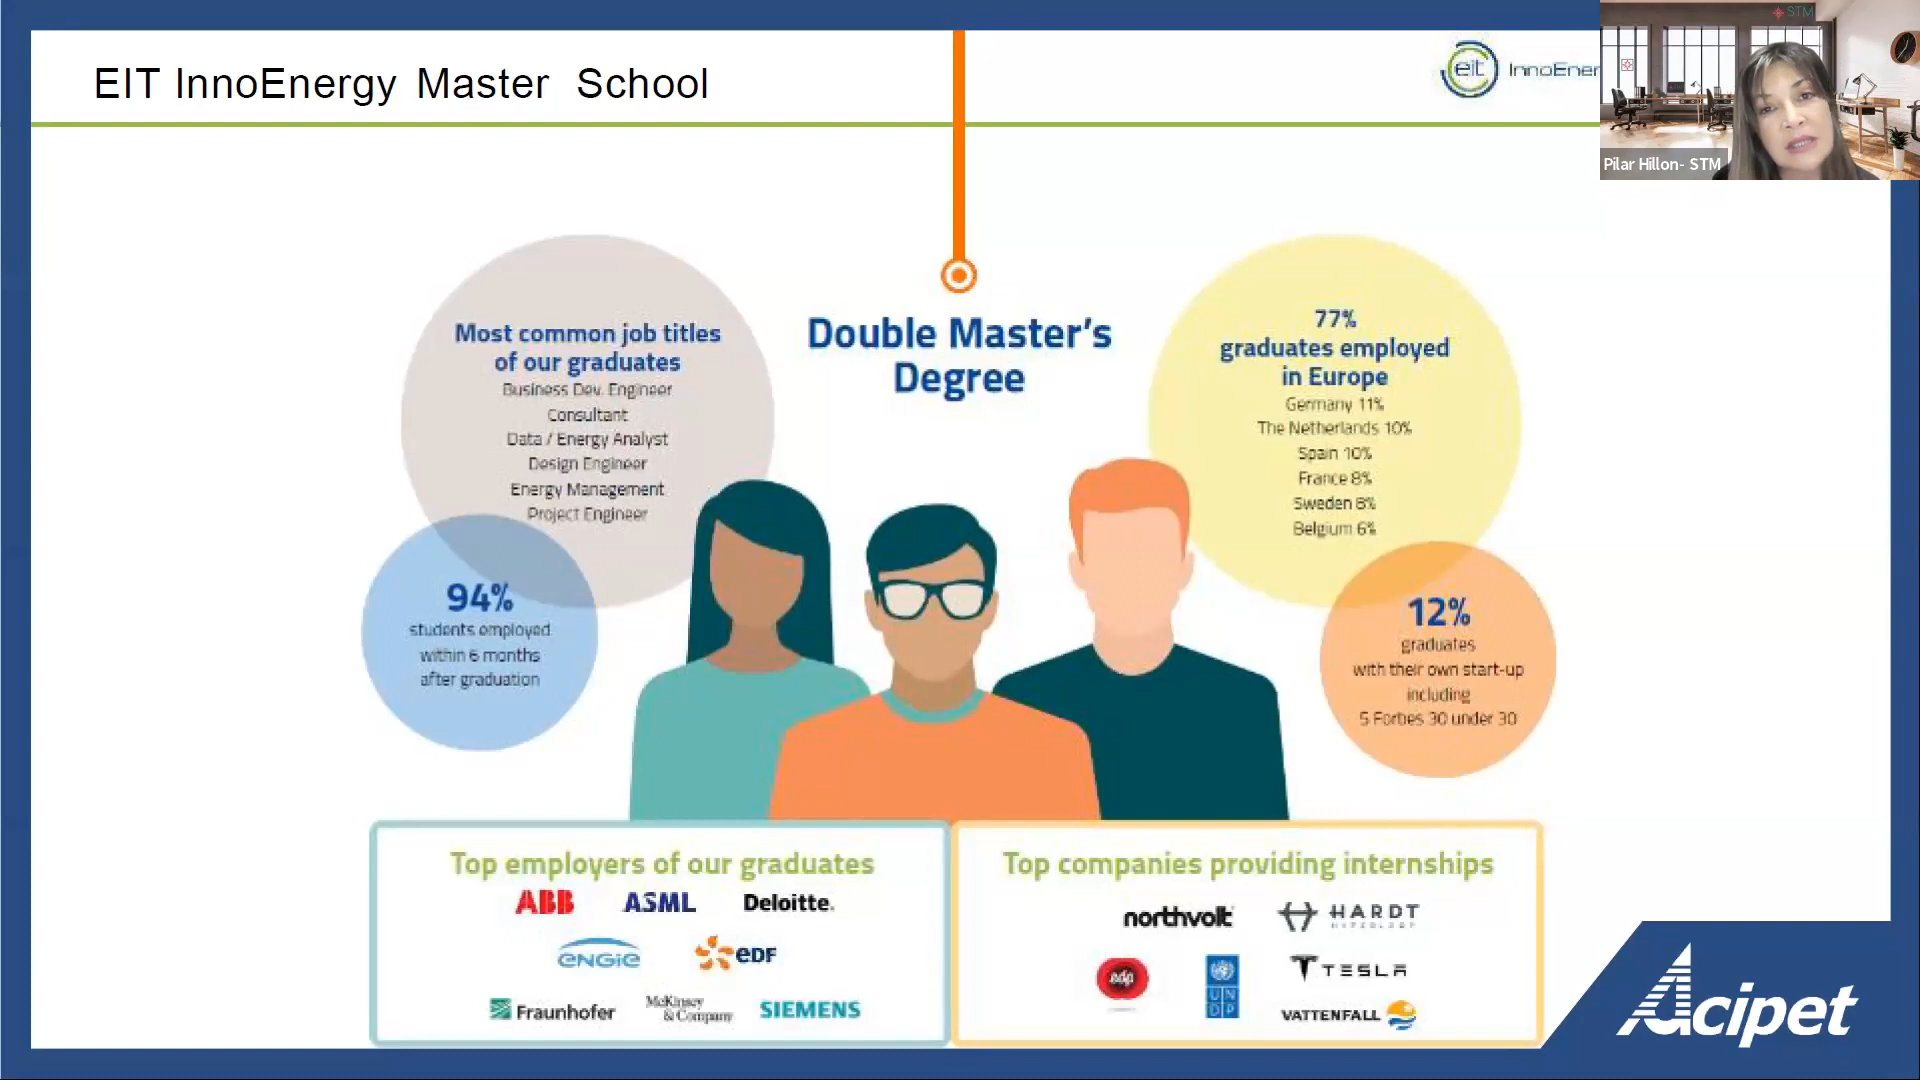 EIT InnoEnergy Master School
eit InnoEner
STM
Pilar Hillon- STM
Most common job titles
of our graduates
Business Dev. Engineer
Consultant
Data / Energy Analyst
Design Engineer
Energy Management
Project Engineer
Double Master's
Degree
77%
graduates employed
in Europe
Germany 11%
The Netherlands 10%
Spain 10%
France 8%
Sweden 8%
Belgium 6%
94%
students employed
within 6 months
after graduation
12%
graduates
with their own start-up
including
5 Forbes 30 under 30
Top employers of our graduates
ABB ASML Deloitte.
ENGIE eDF
Fraunhofer McKinsey & Company SIEMENS
Top companies providing internships
northvolt HARDT
edp UNDP TESLA
VATTENFALL
Acipet